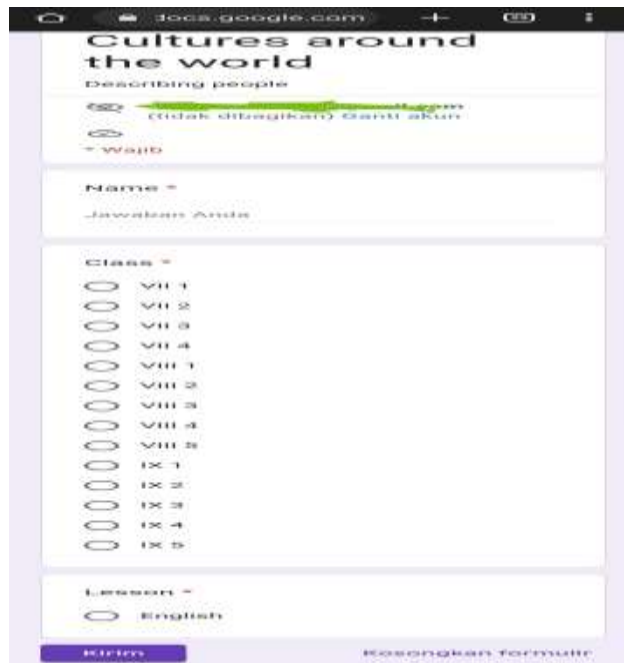 docs.google.com
Cultures around
the world
Describing people
(tidak dibagikan) Ganti akun
* Wajib
Name *
Jawaban Anda
Class *
VII 1
VII 2
VII 3
VII 4
VIII 1
VIII 2
VIII 3
VIII 4
VIII 5
IX 1
IX 2
IX 3
IX 4
IX 5
Lesson *
English
Kirim
Kosongkan formulir